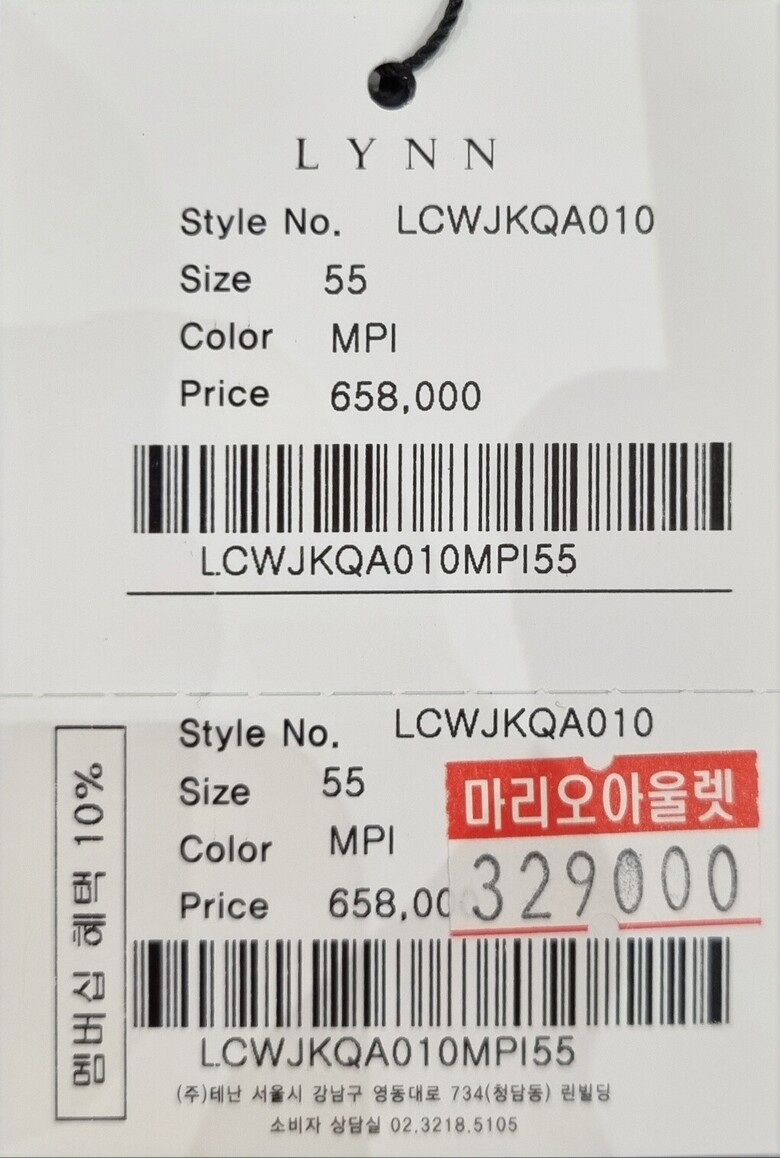 LYNN
Style No. LCWJKQA010
Size 55
Color MPI
Price 658,000
LCWJKQA010MPI55
Style No. LCWJKQA010
Size 55
Color MPI
Price 658,00
마리오아울렛
329000
LCWJKQA010MPI55
(주)테난 서울시 강남구 영동대로 734(청담동) 린빌딩
소비자 상담실 02.3218.5105
멤버십 혜택 10%